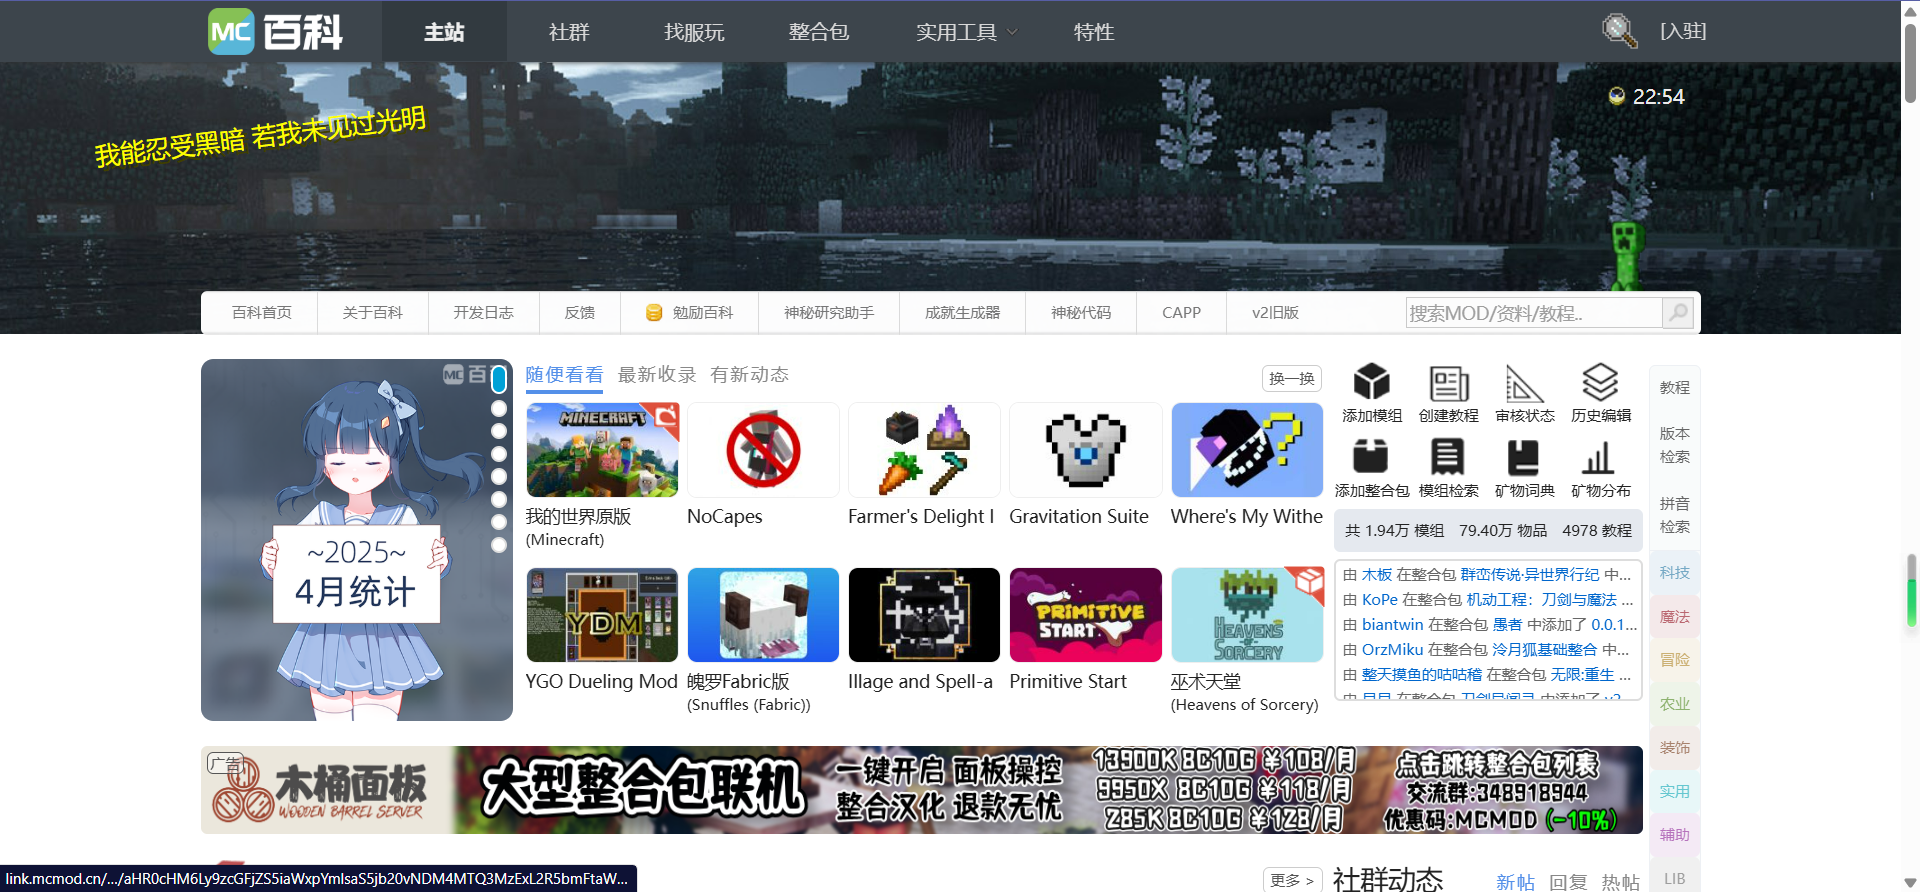 MC 百科 主站 社群 找服玩 整合包 实用工具 特性 [入驻]
22:54
我能忍受黑暗 若我未见过光明
百科首页 关于百科 开发日志 反馈 勉励百科 神秘研究助手 成就生成器 神秘代码 CAPP v2旧版 搜索MOD/资料/教程..
MC 百
~2025~
4月统计
随便看看 最新收录 有新动态 换一换
MINECRAFT
我的世界原版
(Minecraft)
NoCapes
Farmer's Delight I
Gravitation Suite
Where's My Withe
YDM
YGO Dueling Mod
魄罗Fabric版
(Snuffles (Fabric))
Illage and Spell-a
PRIMITIVE
START
Primitive Start
HEAVENS
OF
SORCERY
巫术天堂
(Heavens of Sorcery)
添加模组 创建教程 审核状态 历史编辑
添加整合包 模组检索 矿物词典 矿物分布
共 1.94万 模组 79.40万 物品 4978 教程
由 木板 在整合包 群峦传说·异世界行纪 中...
由 KoPe 在整合包 机动工程：刀剑与魔法 ...
由 biantwin 在整合包 愚者 中添加了 0.0.1...
由 OrzMiku 在整合包 泠月狐基础整合 中...
由 整天摸鱼的咕咕稽 在整合包 无限:重生 ...
教程
版本
检索
拼音
检索
科技
魔法
冒险
农业
装饰
实用
辅助
LIB
广告
木桶面板
WOODEN BARREL SERVER
大型整合包联机
一键开启 面板操控
整合汉化 退款无忧
13900K 8C10G ¥108/月
9950X 8C10G ¥118/月
285K 8C10G ¥128/月
点击跳转整合包列表
交流群:348918944
优惠码:MCMOD (-10%)
更多 > 社群动态 新帖 回复 热帖
link.mcmod.cn/.../aHR0cHM6Ly9zcGFjZS5iaWxpYmlsaS5jb20vNDM4MTQ3MzExL2R5bmFtaW...